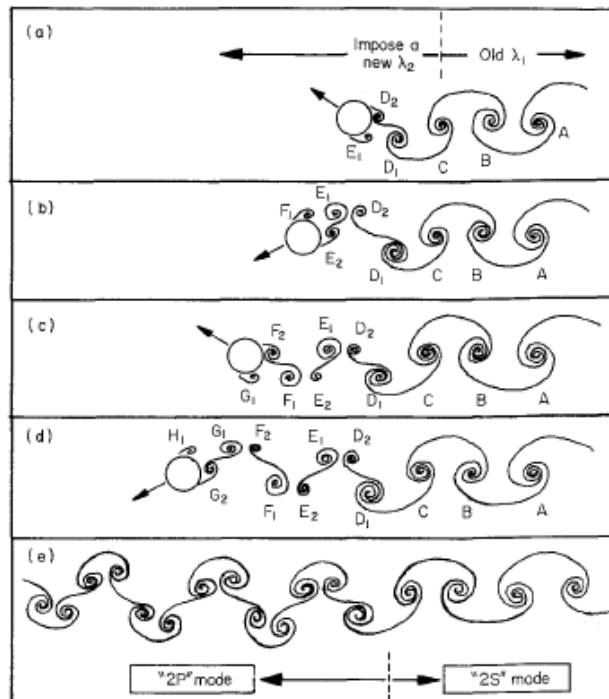 (a)
Impose a new λ₂
Old λ₁
D₂
E₁
D₁
C
B
A
(b)
F₁
E₁
D₂
E₂
D₁
C
B
A
(c)
F₂
E₁
D₂
G₁
F₁
E₂
D₁
C
B
A
(d)
H₁
G₁
F₂
E₁
D₂
G₂
F₁
E₂
D₁
C
B
A
(e)
"2P" mode
"2S" mode